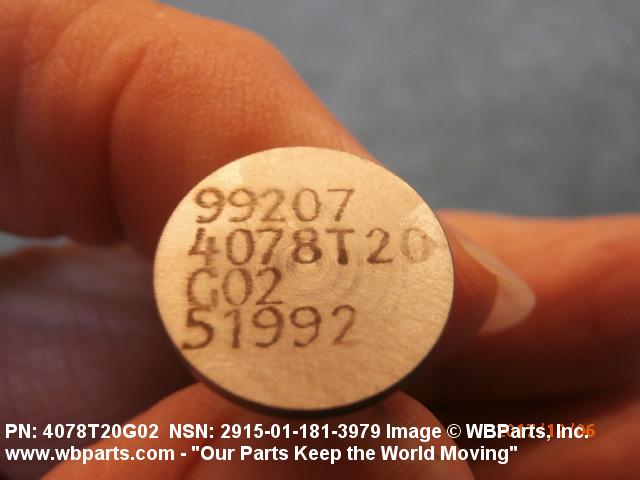 99207
4078T20
G02
51992
PN: 4078T20G02 NSN: 2915-01-181-3979 Image © WBParts, Inc.
www.wbparts.com - "Our Parts Keep the World Moving"